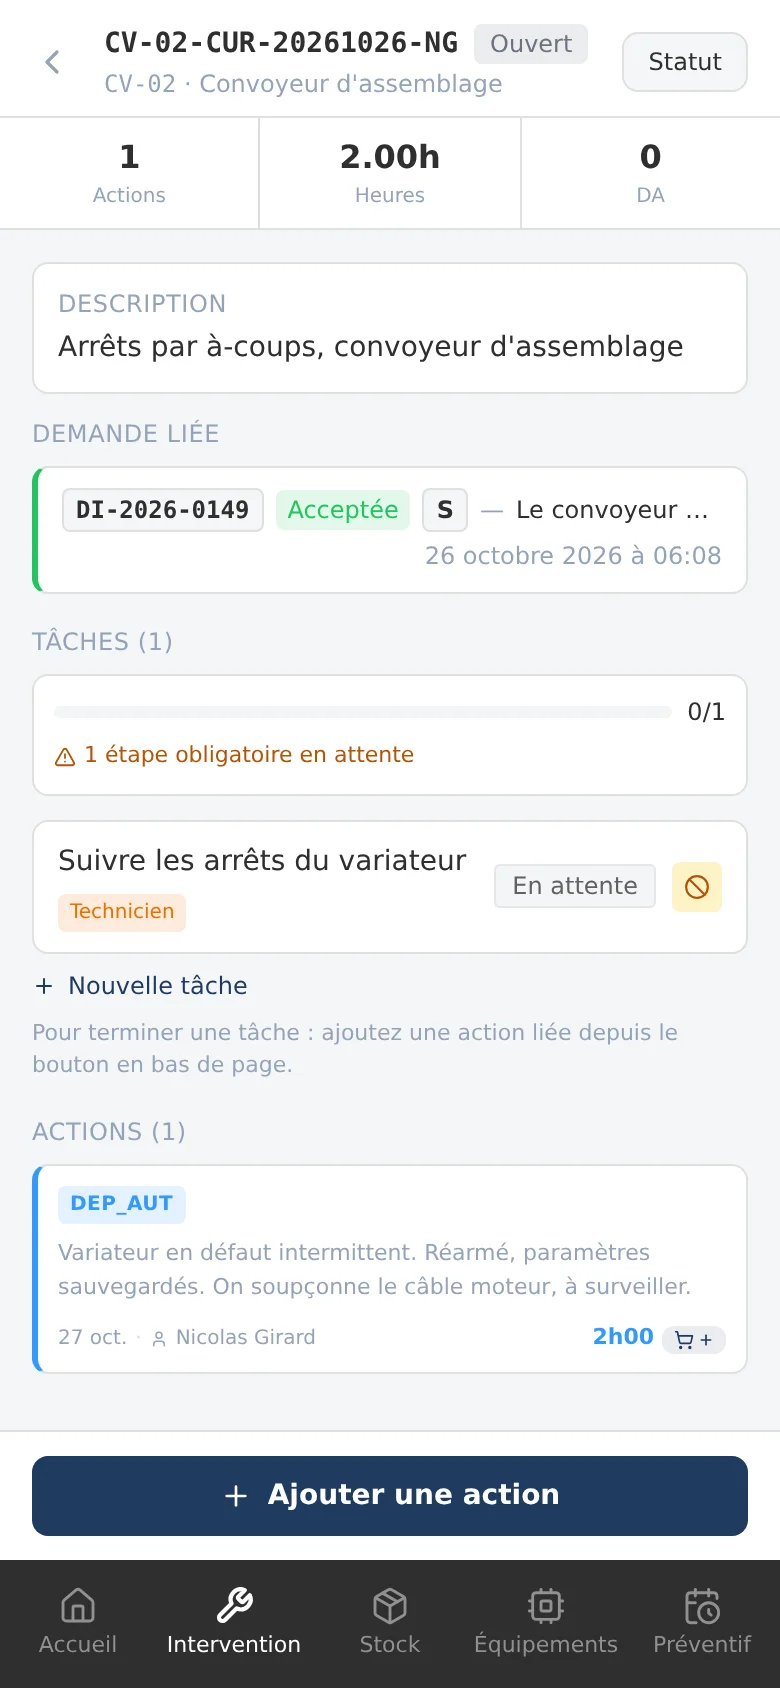 CV-02-CUR-20261026-NG Ouvert
CV-02 · Convoyeur d'assemblage
Statut
1
Actions
2.00h
Heures
0
DA
DESCRIPTION
Arrêts par à-coups, convoyeur d'assemblage
DEMANDE LIÉE
DI-2026-0149 Acceptée S — Le convoyeur ...
26 octobre 2026 à 06:08
TÂCHES (1)
0/1
1 étape obligatoire en attente
Suivre les arrêts du variateur
Technicien
En attente
+ Nouvelle tâche
Pour terminer une tâche : ajoutez une action liée depuis le
bouton en bas de page.
ACTIONS (1)
DEP_AUT
Variateur en défaut intermittent. Réarmé, paramètres
sauvegardés. On soupçonne le câble moteur, à surveiller.
27 oct. · Nicolas Girard
2h00 +
+ Ajouter une action
Accueil
Intervention
Stock
Équipements
Préventif